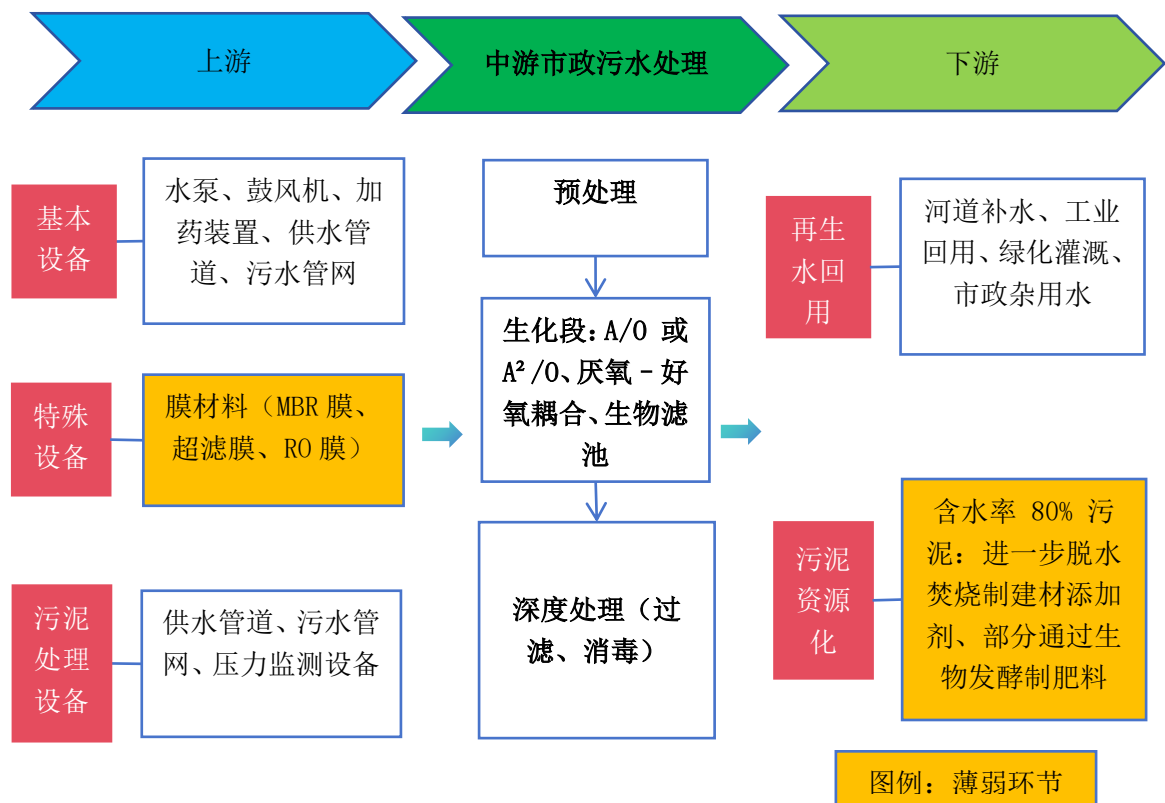 上游
中游市政污水处理
下游
基本
设备
水泵、鼓风机、加
药装置、供水管
道、污水管网
特殊
设备
膜材料（MBR 膜、
超滤膜、RO 膜）
污泥
处理
设备
供水管道、污水管
网、压力监测设备
预处理
生化段：A/O 或
A²/O、厌氧－好
氧耦合、生物滤
池
深度处理（过
滤、消毒）
再生
水回
用
河道补水、工业
回用、绿化灌溉、
市政杂用水
污泥
资源
化
含水率 80% 污
泥：进一步脱水
焚烧制建材添加
剂、部分通过生
物发酵制肥料
图例：薄弱环节